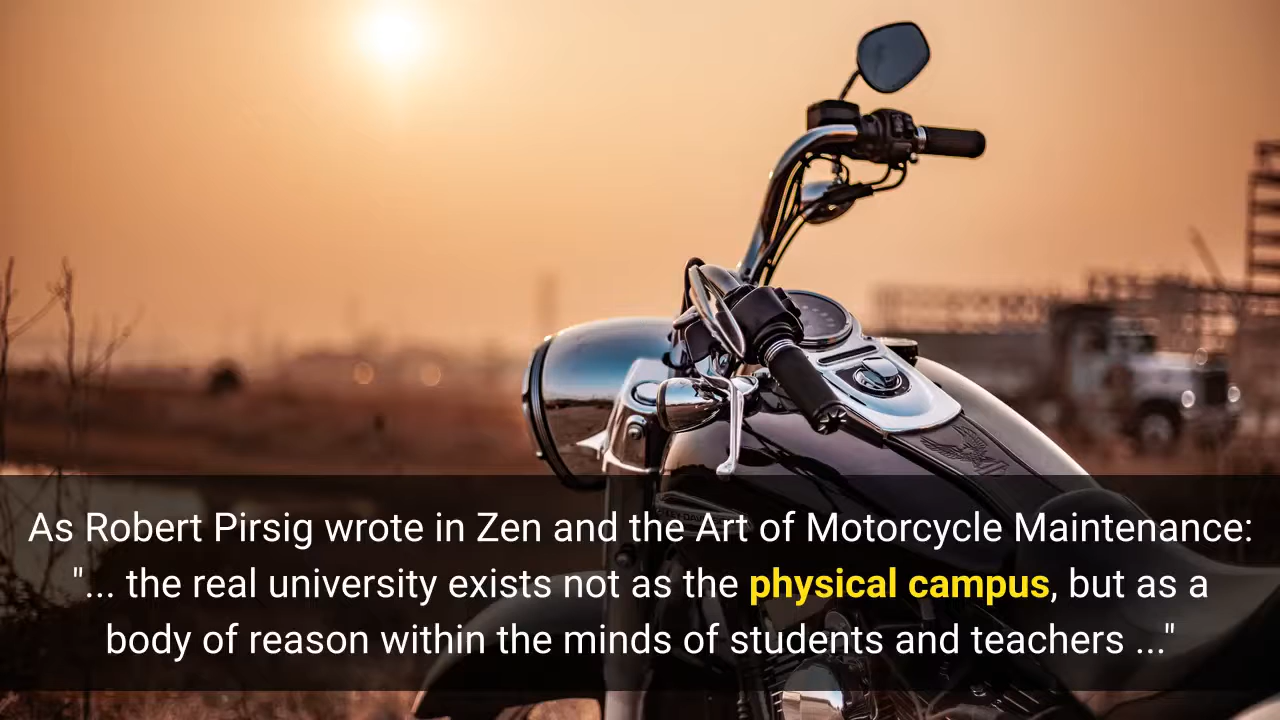 As Robert Pirsig wrote in Zen and the Art of Motorcycle Maintenance:
"... the real university exists not as the physical campus, but as a
body of reason within the minds of students and teachers ..."